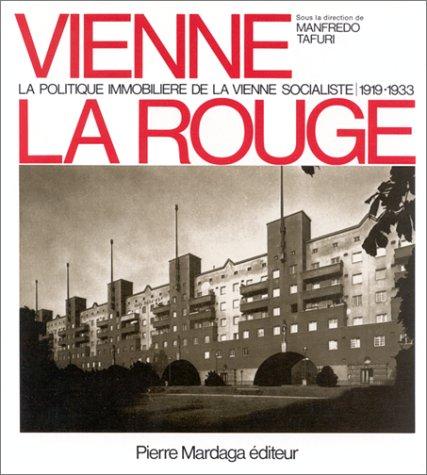 VIENNE
Sous la direction de
MANFREDO
TAFURI
LA POLITIQUE IMMOBILIERE DE LA VIENNE SOCIALISTE | 1919-1933
LA ROUGE
Pierre Mardaga éditeur